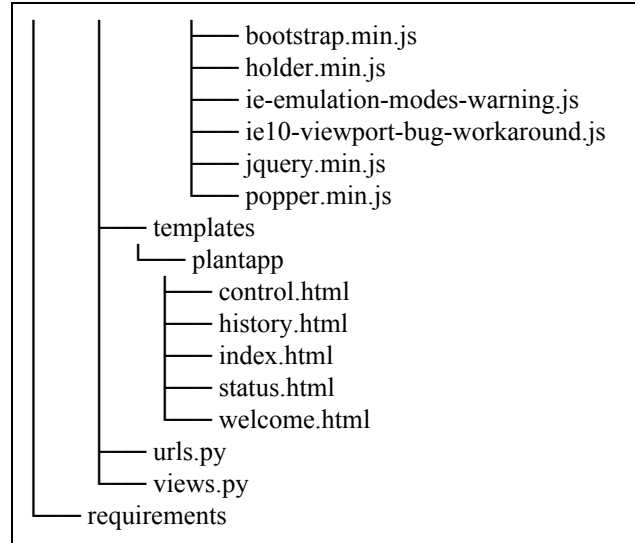 bootstrap.min.js
holder.min.js
ie-emulation-modes-warning.js
ie10-viewport-bug-workaround.js
jquery.min.js
popper.min.js
templates
plantapp
control.html
history.html
index.html
status.html
welcome.html
urls.py
views.py
requirements